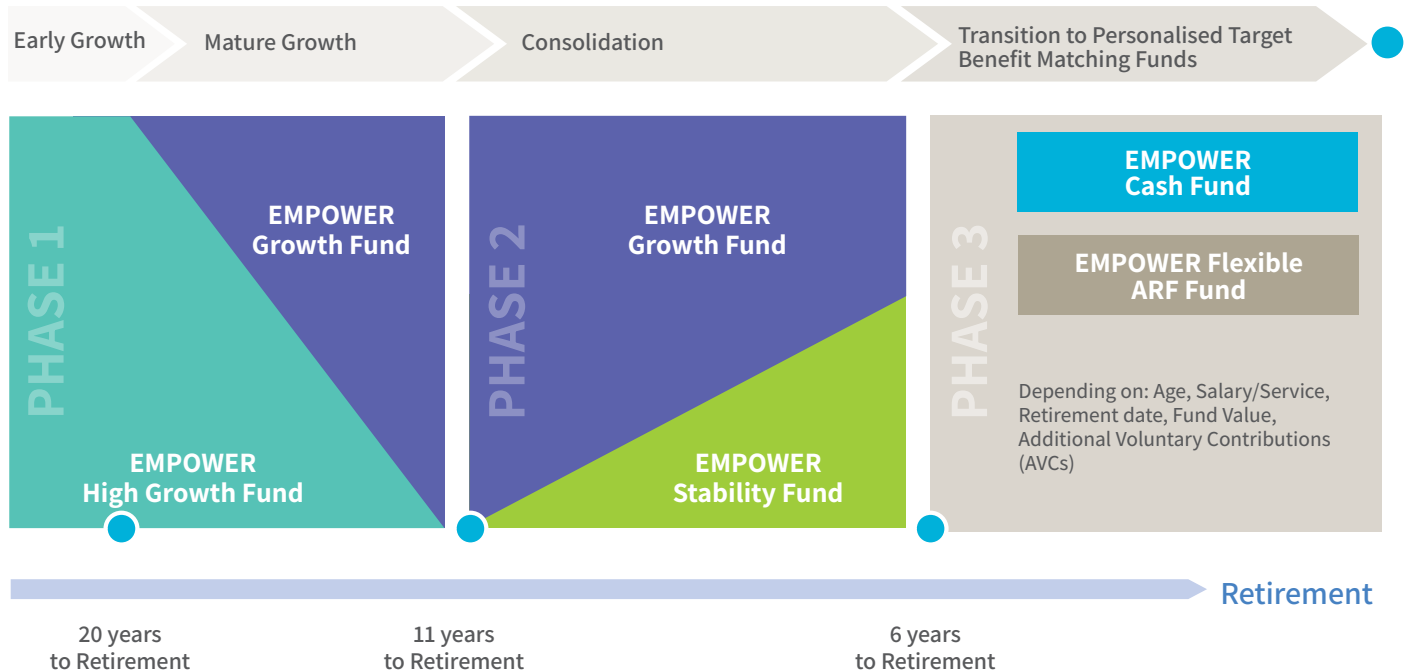 Early Growth
Mature Growth
Consolidation
Transition to Personalised Target
Benefit Matching Funds
PHASE 1
EMPOWER
Growth Fund
EMPOWER
High Growth Fund
PHASE 2
EMPOWER
Growth Fund
EMPOWER
Stability Fund
PHASE 3
EMPOWER
Cash Fund
EMPOWER Flexible
ARF Fund
Depending on: Age, Salary/Service,
Retirement date, Fund Value,
Additional Voluntary Contributions
(AVCs)
Retirement
20 years
to Retirement
11 years
to Retirement
6 years
to Retirement